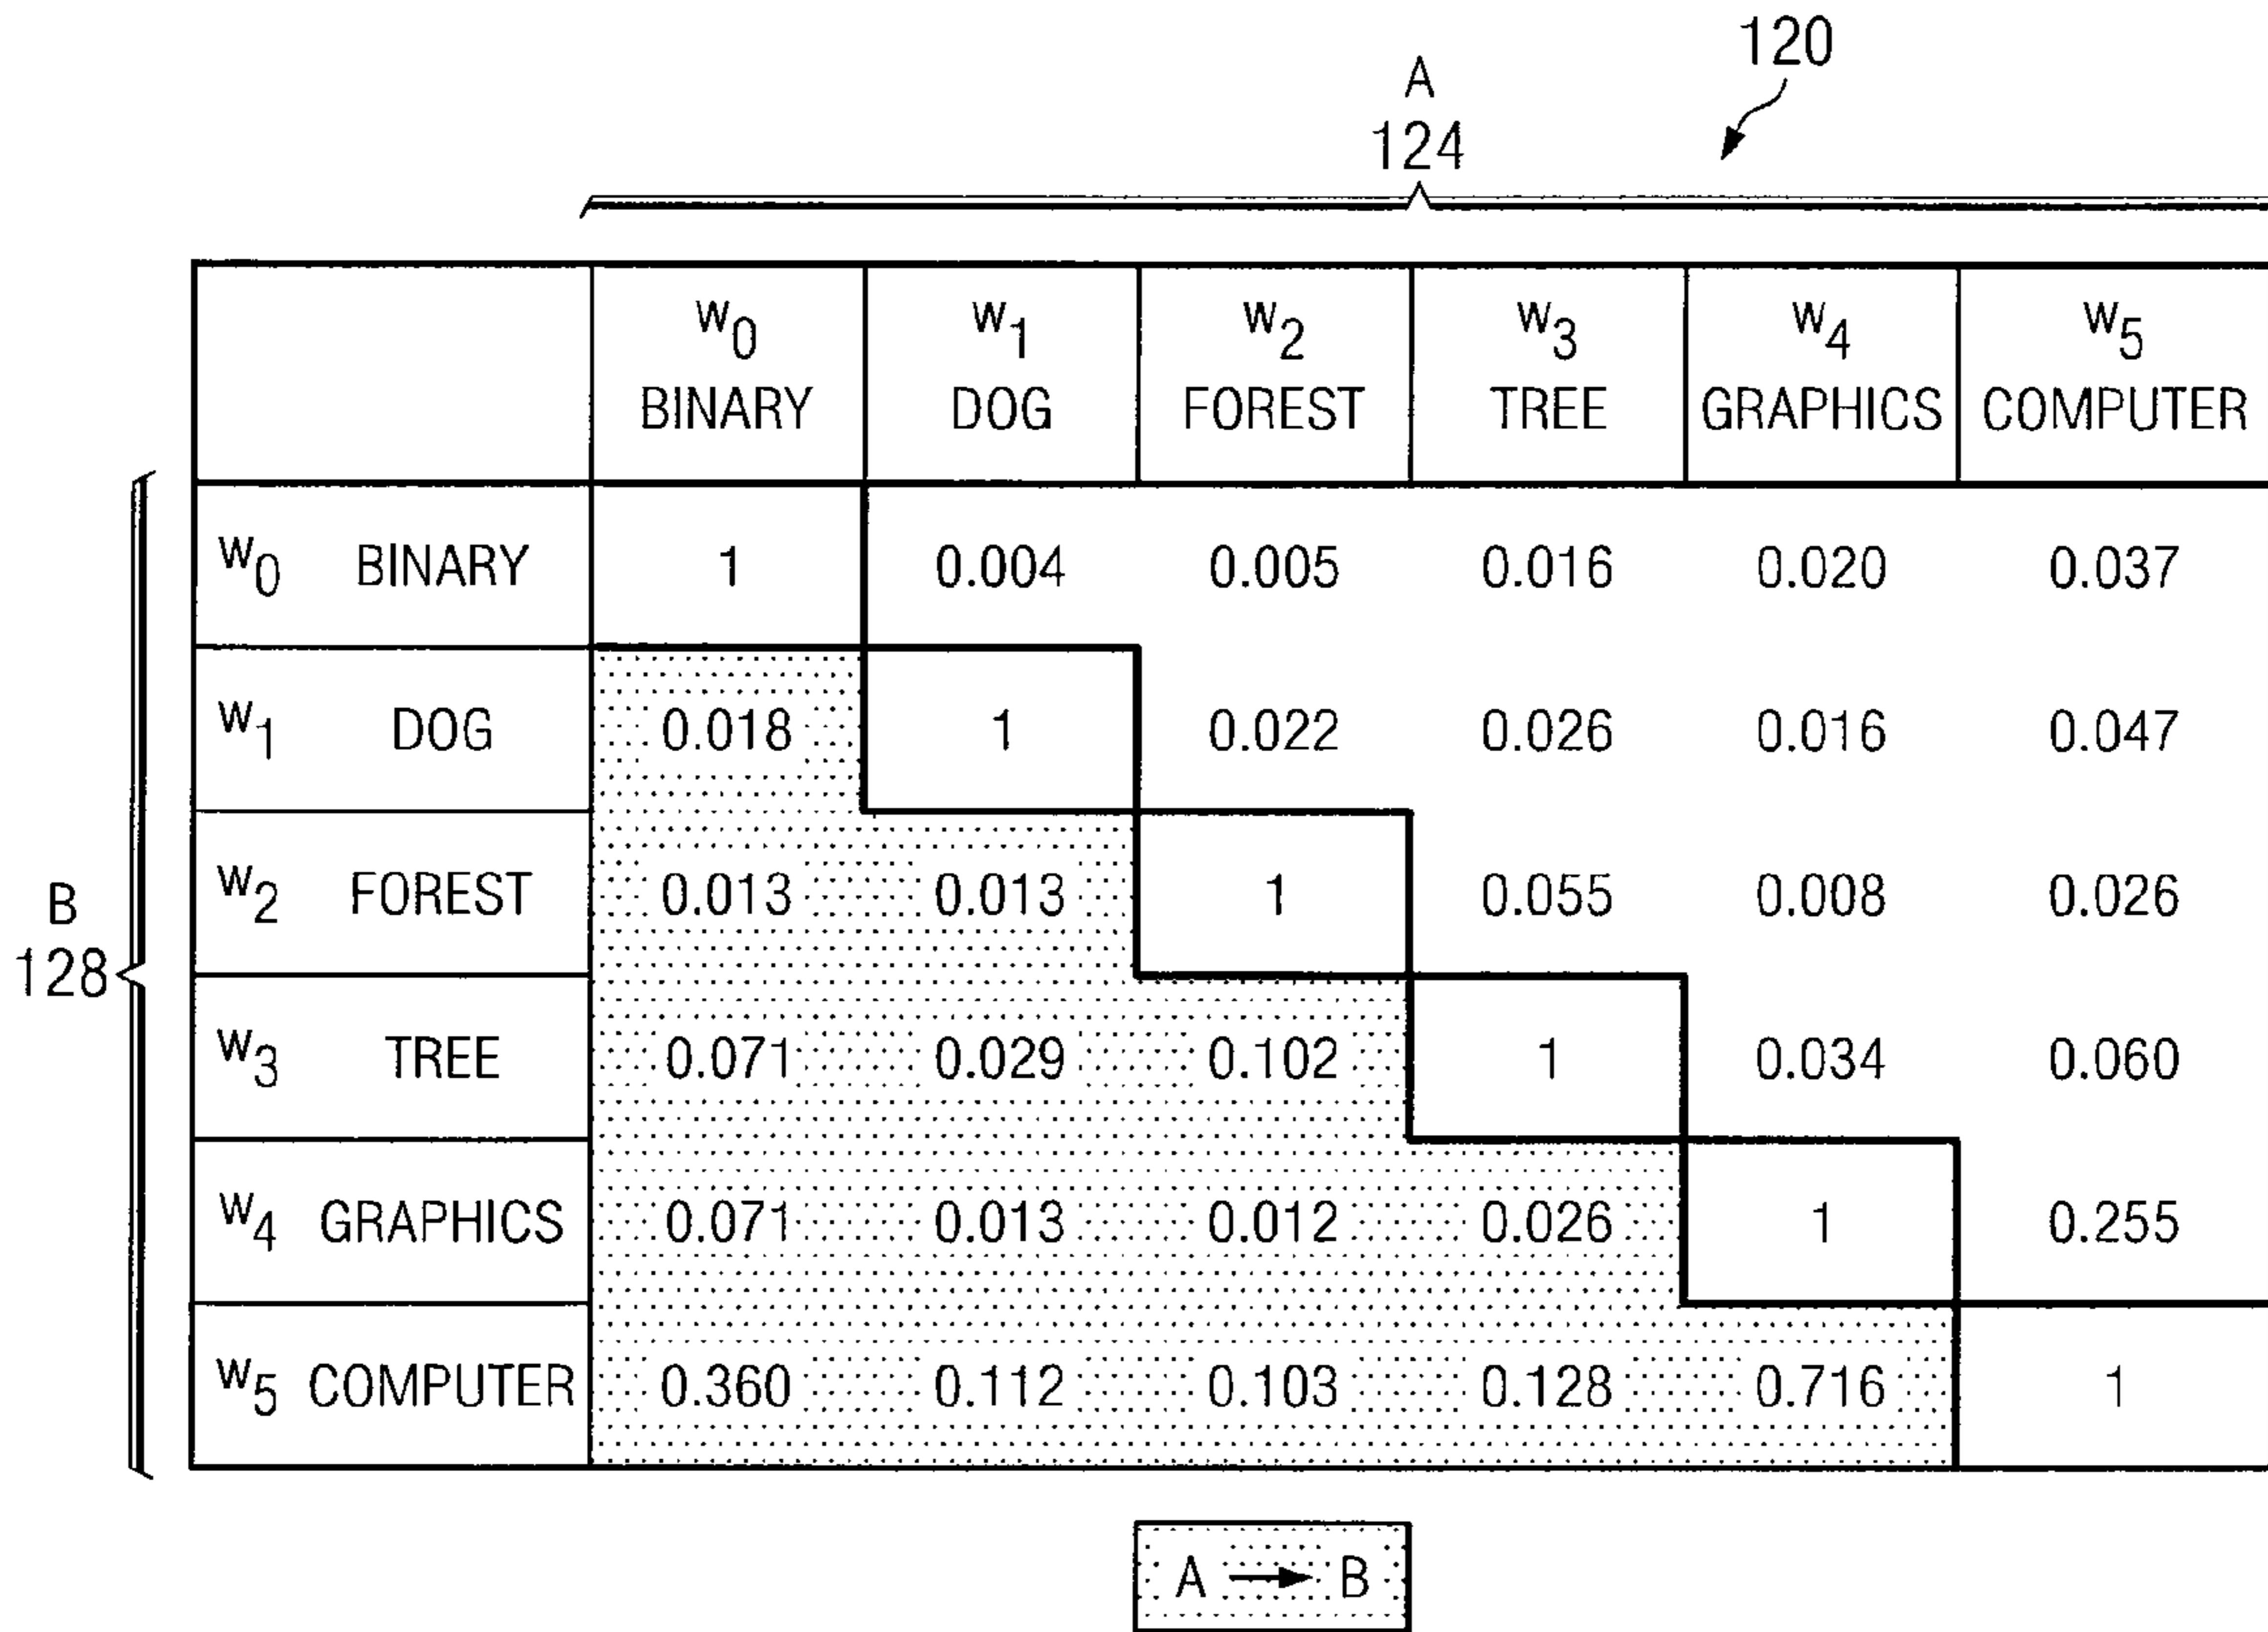 120
A
124
w0 w1 w2 w3 w4 w5
BINARY DOG FOREST TREE GRAPHICS COMPUTER
w0 BINARY 1 0.004 0.005 0.016 0.020 0.037
w1 DOG 0.018 1 0.022 0.026 0.016 0.047
w2 FOREST 0.013 0.013 1 0.055 0.008 0.026
B
128
w3 TREE 0.071 0.029 0.102 1 0.034 0.060
w4 GRAPHICS 0.071 0.013 0.012 0.026 1 0.255
w5 COMPUTER 0.360 0.112 0.103 0.128 0.716 1
A → B